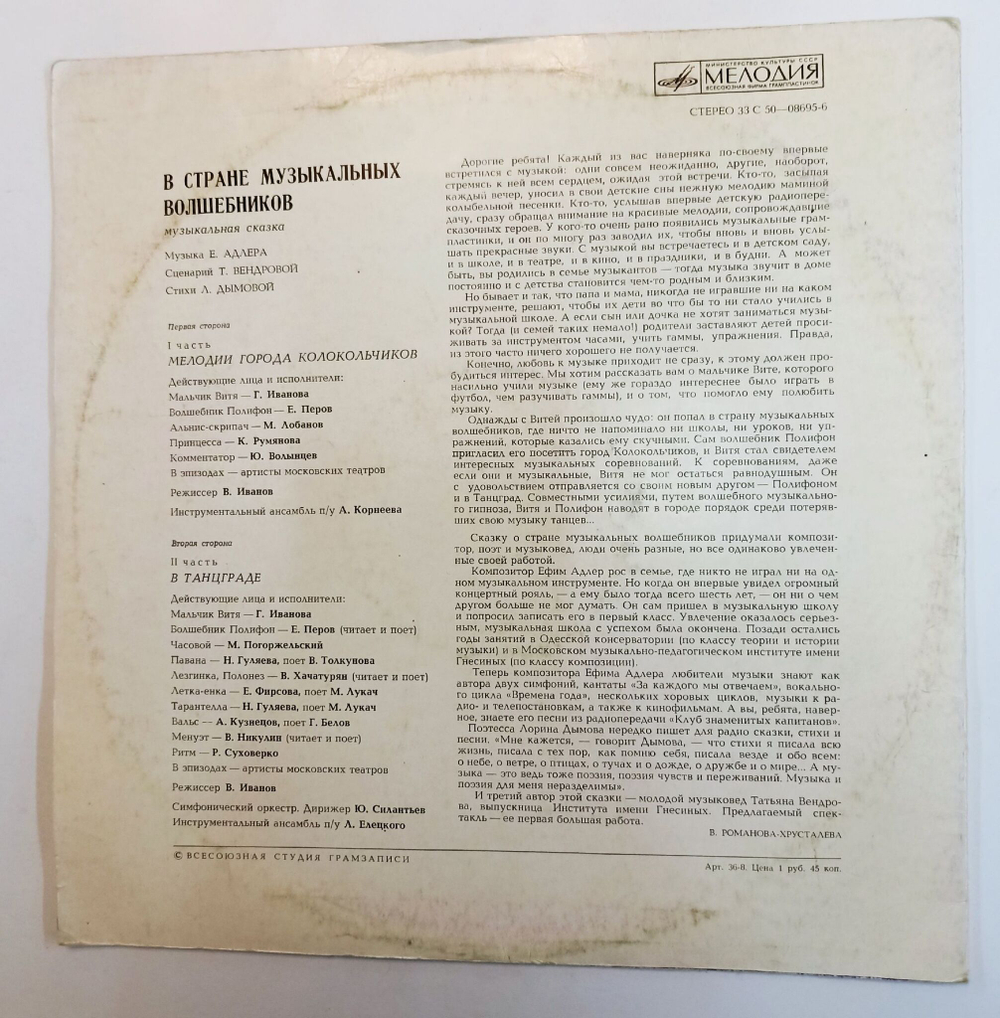 МИНИСТЕРСТВО КУЛЬТУРЫ СССР
МЕЛОДИЯ
ВСЕСОЮЗНАЯ ФИРМА ГРАМПЛАСТИНОК
СТЕРЕО 33 С 50—08695-6
В СТРАНЕ МУЗЫКАЛЬНЫХ
ВОЛШЕБНИКОВ
музыкальная сказка
Музыка Е. АДЛЕРА
Сценарий Т. ВЕНДРОВОЙ
Стихи Л. ДЫМОВОЙ
Первая сторона
I часть
МЕЛОДИИ ГОРОДА КОЛОКОЛЬЧИКОВ
Действующие лица и исполнители:
Мальчик Витя — Г. Иванова
Волшебник Полифон — Е. Перов
Альпис-скрипач — М. Лобанов
Принцесса — К. Румянова
Комментатор — Ю. Волынцев
В эпизодах — артисты московских театров
Режиссер В. Иванов
Инструментальный ансамбль п/у А. Корнеева
Вторая сторона
II часть
В ТАНЦГРАДЕ
Действующие лица и исполнители:
Мальчик Витя — Г. Иванова
Волшебник Полифон — Е. Перов (читает и поет)
Часовой — М. Погоржельский
Павана — Н. Гуляева, поет В. Толкунова
Лезгинка, Полонез — В. Хачатурян (читает и поет)
Летка-енка — Е. Фирсова, поет М. Лукач
Тарантелла — Н. Гуляева, поет М. Лукач
Вальс — А. Кузнецов, поет Г. Белов
Менуэт — В. Никулин (читает и поет)
Ритм — Р. Суховерко
В эпизодах — артисты московских театров
Режиссер В. Иванов
Симфонический оркестр. Дирижер Ю. Силантьев
Инструментальный ансамбль п/у Л. Елецкого
Дорогие ребята! Каждый из вас наверняка по-своему впервые
встретился с музыкой: одни совсем неожиданно, другие, наоборот,
стремясь к ней всем сердцем, ожидая этой встречи. Кто-то, засыпая
каждый вечер, уносил в свои детские сны нежную мелодию маминой
колыбельной песенки. Кто-то, услышав впервые детскую радиопере-
дачу, сразу обращал внимание на красивые мелодии, сопровождавшие
сказочных героев. У кого-то очень рано появились музыкальные грам-
пластинки, и он по многу раз заводил их, чтобы вновь и вновь услы-
шать прекрасные звуки. С музыкой вы встречаетесь и в детском саду,
и в школе, и в театре, и в кино, и в праздники, и в будни. А может
быть, вы родились в семье музыкантов — тогда музыка звучит в доме
постоянно и с детства становится чем-то родным и близким.
Но бывает и так, что папа и мама, никогда не игравшие ни на каком
инструменте, решают, чтобы их дети во что бы то ни стало учились в
музыкальной школе. А если сын или дочка не хотят заниматься музы-
кой? Тогда (и семей таких немало!) родители заставляют детей проси-
живать за инструментом часами, учить гаммы, упражнения. Правда,
из этого часто ничего хорошего не получается.
Конечно, любовь к музыке приходит не сразу, к этому должен про-
будиться интерес. Мы хотим рассказать вам о мальчике Вите, которого
насильно учили музыке (ему же гораздо интереснее было играть в
футбол, чем разучивать гаммы), и о том, что помогло ему полюбить
музыку.
Однажды с Витей произошло чудо: он попал в страну музыкальных
волшебников, где ничто не напоминало ни школы, ни уроков, ни уп-
ражнений, которые казались ему скучными. Сам волшебник Полифон
пригласил его посетить город Колокольчиков, и Витя стал свидетелем
интересных музыкальных соревнований. К соревнованиям, даже
если они и музыкальные, Витя не мог остаться равнодушным. Он
с удовольствием отправляется со своим новым другом — Полифоном
и в Танцград. Совместными усилиями, путем волшебного музыкально-
го гипноза, Витя и Полифон наводят в городе порядок среди потеряв-
ших свою музыку танцев...
Сказку о стране музыкальных волшебников придумали компози-
тор, поэт и музыковед, люди очень разные, но все одинаково увлечен-
ные своей работой.
Композитор Ефим Адлер рос в семье, где никто не играл ни на од-
ном музыкальном инструменте. Но когда он впервые увидел огромный
концертный рояль, — а ему было тогда всего шесть лет, — он ни о чем
другом больше не мог думать. Он сам пришел в музыкальную школу
и попросил записать его в первый класс. Увлечение оказалось серьез-
ным, музыкальная школа с успехом была окончена. Позади остались
годы занятий в Одесской консерватории (по классу теории и истории
музыки) и в Московском музыкально-педагогическом институте имени
Гнесиных (по классу композиции).
Теперь композитора Ефима Адлера любители музыки знают как
автора двух симфоний, кантаты «За каждого мы отвечаем», вокально-
го цикла «Времена года», нескольких хоровых циклов, музыки к ра-
дио- и телепостановкам, а также к кинофильмам. А вы, ребята, навер-
ное, знаете его песни из радиопередачи «Клуб знаменитых капитанов».
Поэтесса Лорина Дымова нередко пишет для радио сказки, стихи и
песни. «Мне кажется, — говорит Дымова, — что стихи я писала всю
жизнь, писала с тех пор, как помню себя, писала везде и обо всем:
о небе, о ветре, о птицах, о тучах и о дожде, о дружбе и о мире... А му-
зыка — это ведь тоже поэзия, поэзия чувств и переживаний. Музыка и
поэзия для меня неразделимы».
И третий автор этой сказки — молодой музыковед Татьяна Вендро-
ва, выпускница Института имени Гнесиных. Предлагаемый спек-
такль — ее первая большая работа.
В. РОМАНОВА-ХРУСТАЛЕВА
© ВСЕСОЮЗНАЯ СТУДИЯ ГРАМЗАПИСИ
Арт. 36-8. Цена 1 руб. 45 коп.